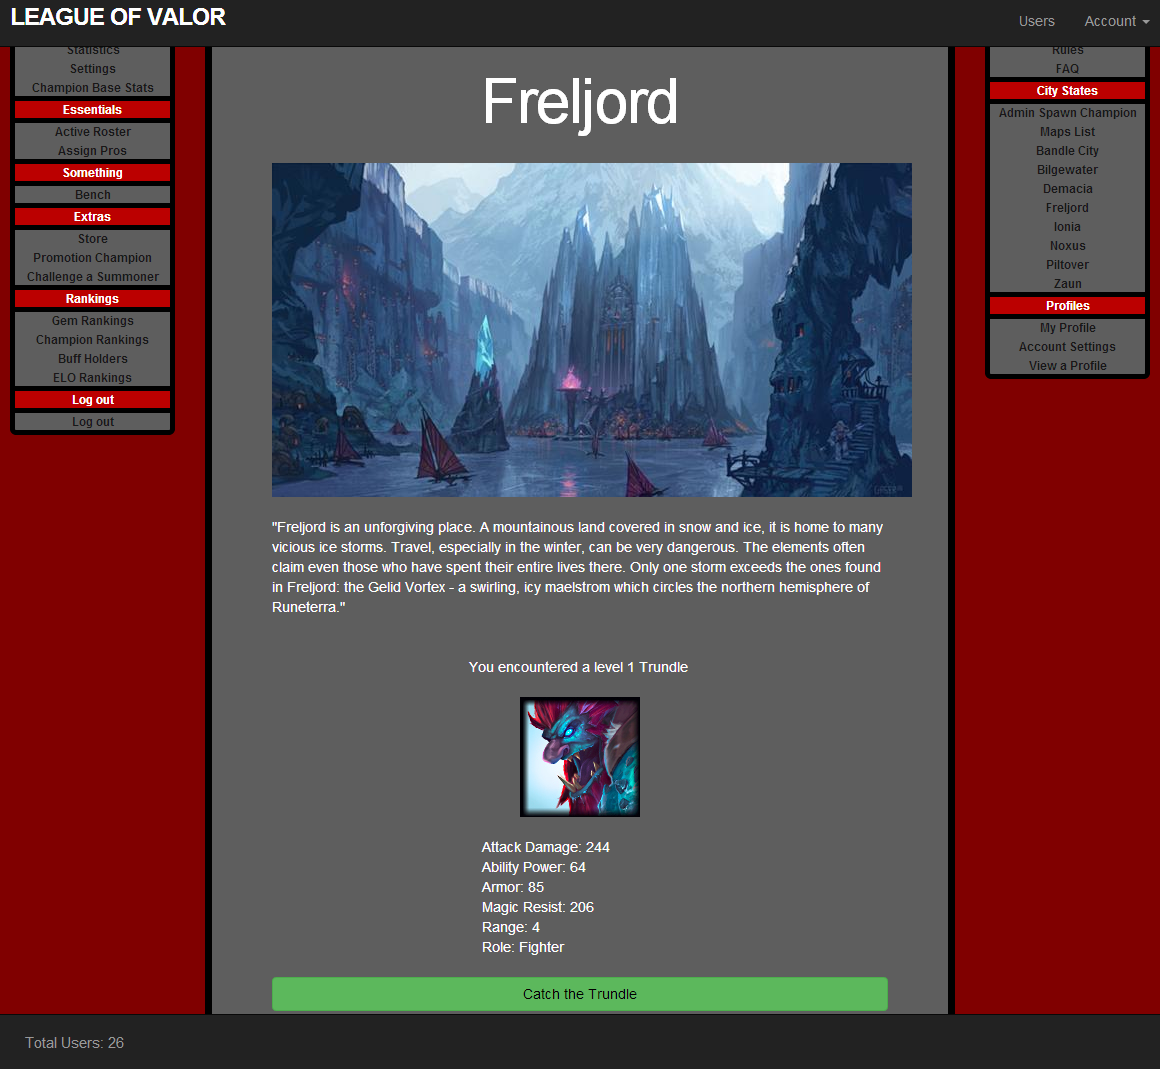 LEAGUE OF VALOR
Users
Account
Statistics
Settings
Champion Base Stats
Essentials
Active Roster
Assign Pros
Something
Bench
Extras
Store
Promotion Champion
Challenge a Summoner
Rankings
Gem Rankings
Champion Rankings
Buff Holders
ELO Rankings
Log out
Log out
Freljord
"Freljord is an unforgiving place. A mountainous land covered in snow and ice, it is home to many
vicious ice storms. Travel, especially in the winter, can be very dangerous. The elements often
claim even those who have spent their entire lives there. Only one storm exceeds the ones found
in Freljord: the Gelid Vortex - a swirling, icy maelstrom which circles the northern hemisphere of
Runeterra."
You encountered a level 1 Trundle
Attack Damage: 244
Ability Power: 64
Armor: 85
Magic Resist: 206
Range: 4
Role: Fighter
Catch the Trundle
Rules
FAQ
City States
Admin Spawn Champion
Maps List
Bandle City
Bilgewater
Demacia
Freljord
Ionia
Noxus
Piltover
Zaun
Profiles
My Profile
Account Settings
View a Profile
Total Users: 26